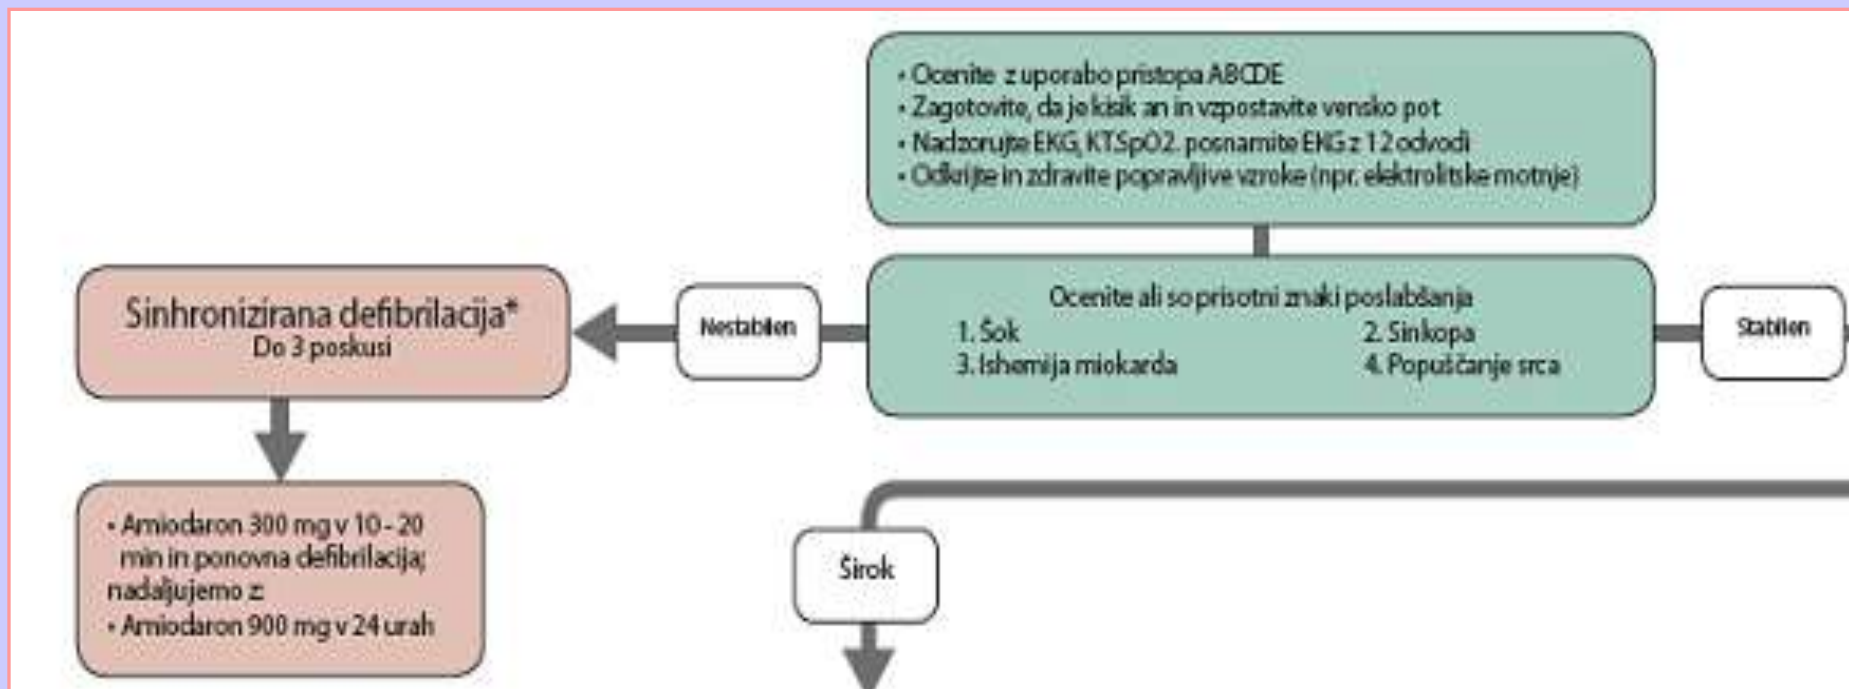 • Ocenite z uporabo pristopa ABCDE
• Zagotovite, da je kisik an in vzpostavite vensko pot
• Nadzorujte EKG, KT.SpO2. posnamite EKG z 12 odvodi
• Odkrijte in zdravite popravljive vzroke (npr. elektrolitske motnje)
Ocenite ali so prisotni znaki poslabšanja
1. Šok 2. Sinkopa
3. Ishemija miokarda 4. Popuščanje srca
Nestabilen
Stabilen
Sinhronizirana defibrilacija*
Do 3 poskusi
• Amiodaron 300 mg v 10 - 20
min in ponovna defibrilacija;
nadaljujemo z:
• Amiodaron 900 mg v 24 urah
Širok